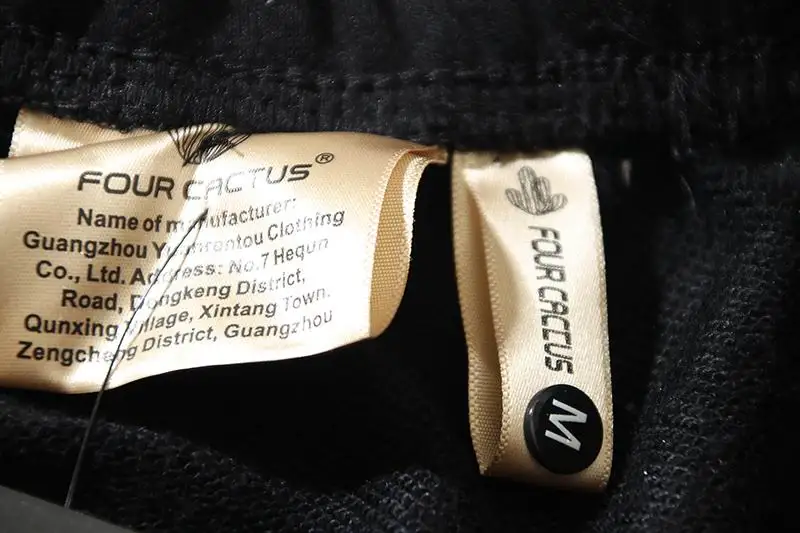 FOUR CACTUS®
Name of manufacturer:
Guangzhou Clothing
Co., Ltd. Address: No.7 Hequn
Road, Dongkeng District,
Qunxing Village, Xintang Town.
Zengcheng District, Guangzhou
FOUR CACTUS
M